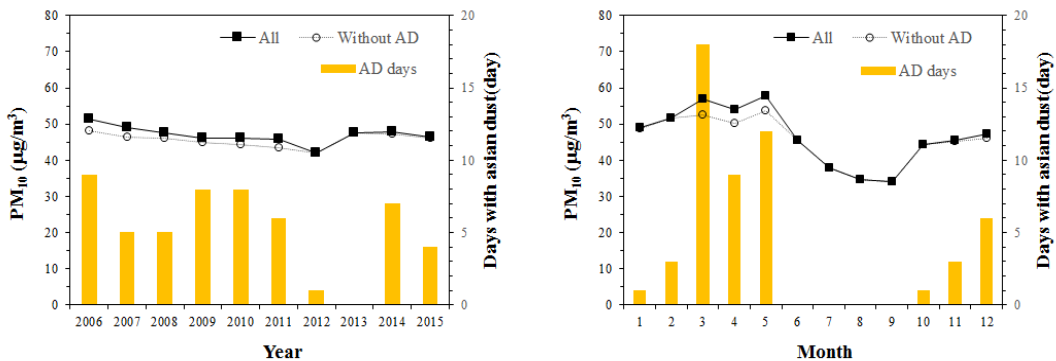 80
70
60
50
40
30
20
10
0
PM10 (μg/m3)
All
Without AD
AD days
20
15
10
5
0
Days with asian dust(day)
2006 2007 2008 2009 2010 2011 2012 2013 2014 2015
Year
80
70
60
50
40
30
20
10
0
PM10 (μg/m3)
All
Without AD
AD days
20
15
10
5
0
Days with asian dust(day)
1 2 3 4 5 6 7 8 9 10 11 12
Month